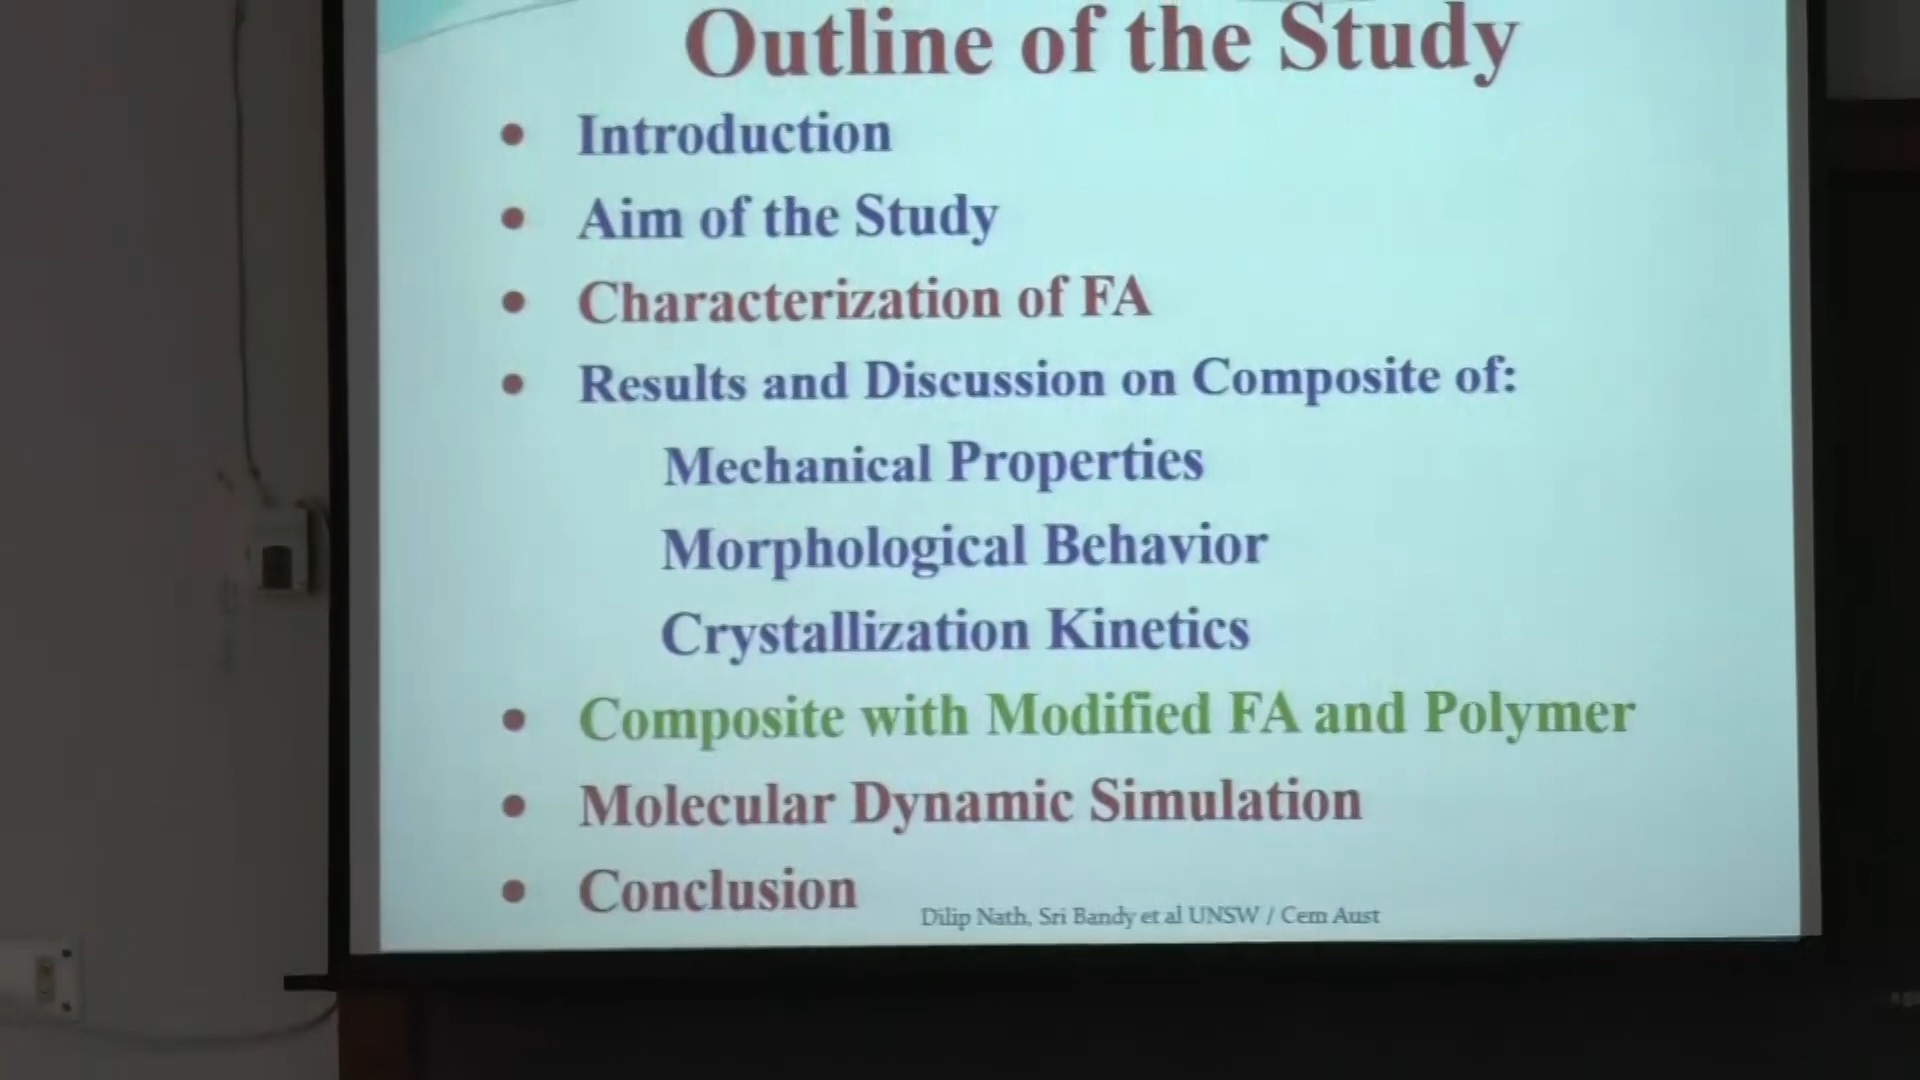 Outline of the Study
• Introduction
• Aim of the Study
• Characterization of FA
• Results and Discussion on Composite of:
Mechanical Properties
Morphological Behavior
Crystallization Kinetics
• Composite with Modified FA and Polymer
• Molecular Dynamic Simulation
• Conclusion
Dilip Nath, Sri Bandy et al UNSW / Cem Aust